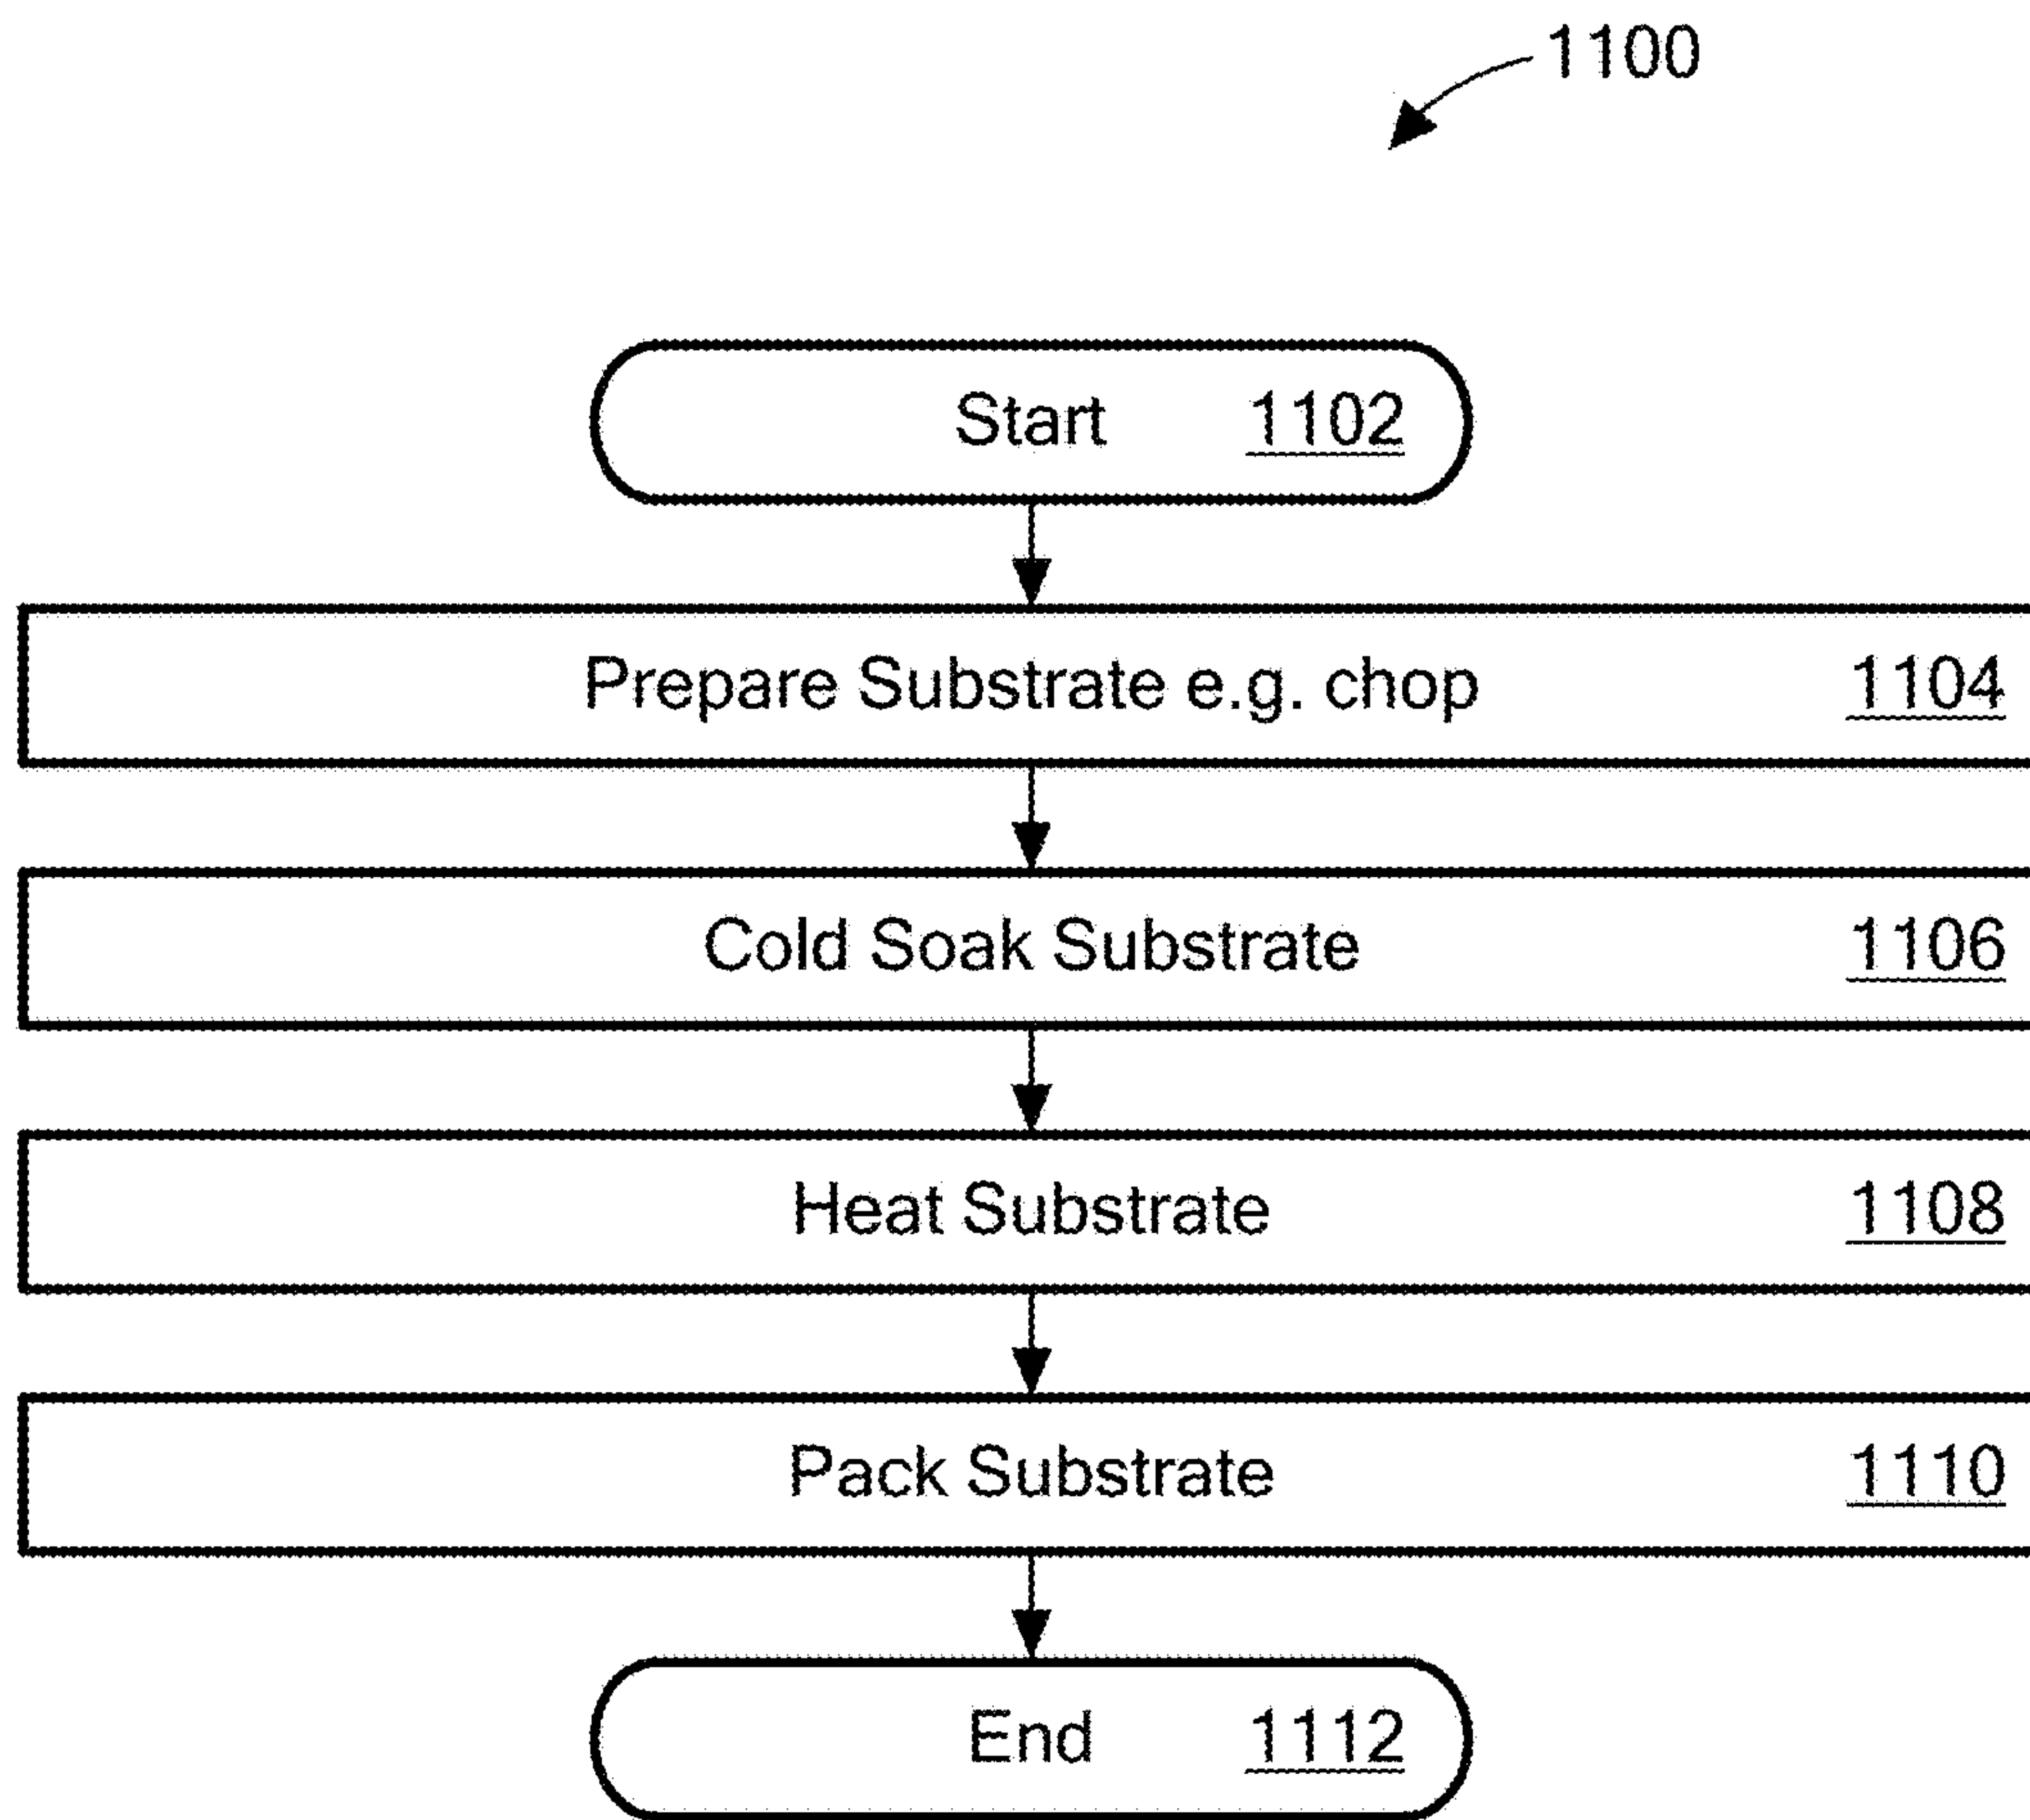 1100
Start 1102
Prepare Substrate e.g. chop 1104
Cold Soak Substrate 1106
Heat Substrate 1108
Pack Substrate 1110
End 1112